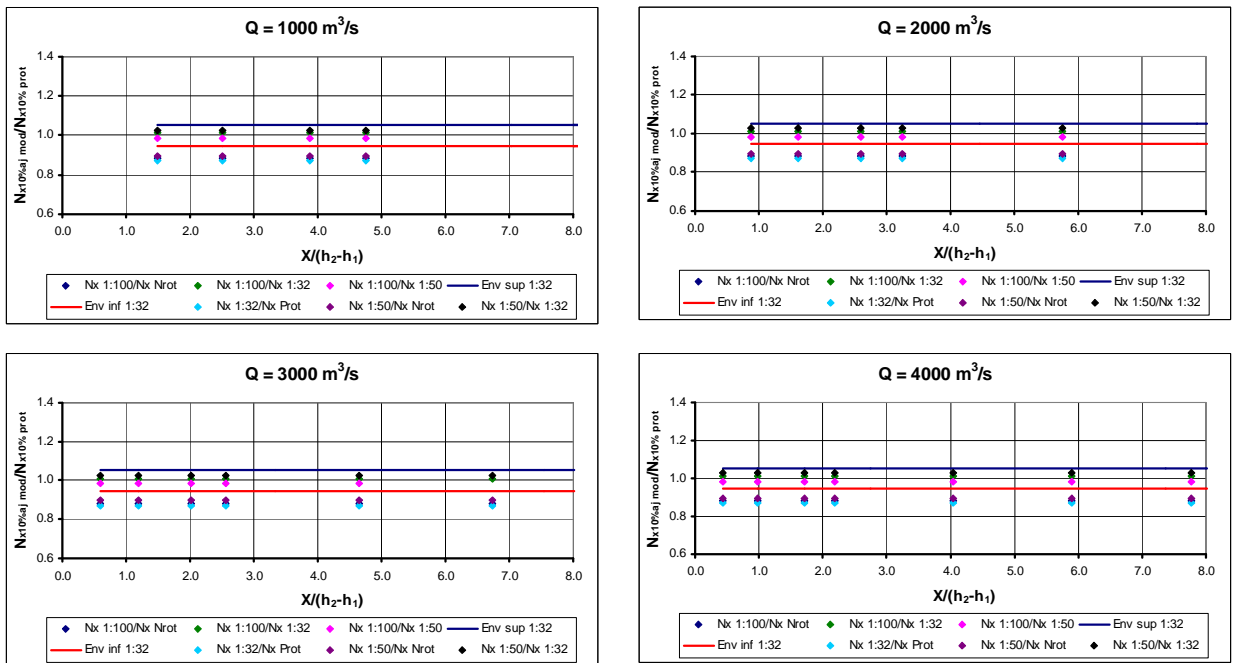 Q = 1000 m³/s
Nx10%aj mod/Nx10% prot
1.4
1.2
1.0
0.8
0.6
0.0 1.0 2.0 3.0 4.0 5.0 6.0 7.0 8.0
X/(h₂-h₁)
Nx 1:100/Nx Nrot Nx 1:100/Nx 1:32 Nx 1:100/Nx 1:50 Env sup 1:32
Env inf 1:32 Nx 1:32/Nx Prot Nx 1:50/Nx Nrot Nx 1:50/Nx 1:32
Q = 2000 m³/s
Nx10%aj mod/Nx10% prot
1.4
1.2
1.0
0.8
0.6
0.0 1.0 2.0 3.0 4.0 5.0 6.0 7.0 8.0
X/(h₂-h₁)
Nx 1:100/Nx Nrot Nx 1:100/Nx 1:32 Nx 1:100/Nx 1:50 Env sup 1:32
Env inf 1:32 Nx 1:32/Nx Prot Nx 1:50/Nx Nrot Nx 1:50/Nx 1:32
Q = 3000 m³/s
Nx10%aj mod/Nx10% prot
1.4
1.2
1.0
0.8
0.6
0.0 1.0 2.0 3.0 4.0 5.0 6.0 7.0 8.0
X/(h₂-h₁)
Nx 1:100/Nx Nrot Nx 1:100/Nx 1:32 Nx 1:100/Nx 1:50 Env sup 1:32
Env inf 1:32 Nx 1:32/Nx Prot Nx 1:50/Nx Nrot Nx 1:50/Nx 1:32
Q = 4000 m³/s
Nx10%aj mod/Nx10% prot
1.4
1.2
1.0
0.8
0.6
0.0 1.0 2.0 3.0 4.0 5.0 6.0 7.0 8.0
X/(h₂-h₁)
Nx 1:100/Nx Nrot Nx 1:100/Nx 1:32 Nx 1:100/Nx 1:50 Env sup 1:32
Env inf 1:32 Nx 1:32/Nx Prot Nx 1:50/Nx Nrot Nx 1:50/Nx 1:32